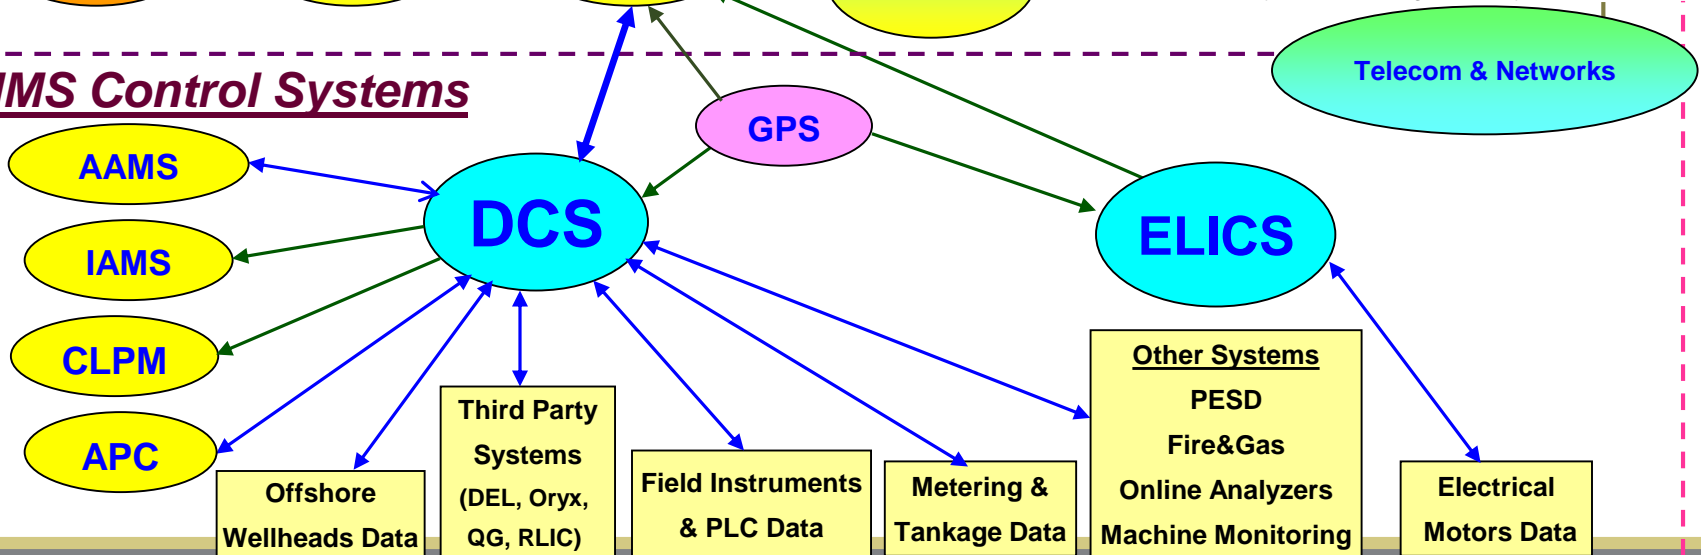 Telecom & Networks
IMS Control Systems
GPS
AAMS
DCS
ELICS
IAMS
CLPM
APC
Other Systems
PESD
Fire&Gas
Online Analyzers
Machine Monitoring
Third Party
Systems
(DEL, Oryx,
QG, RLIC)
Offshore
Wellheads Data
Field Instruments
& PLC Data
Metering &
Tankage Data
Electrical
Motors Data